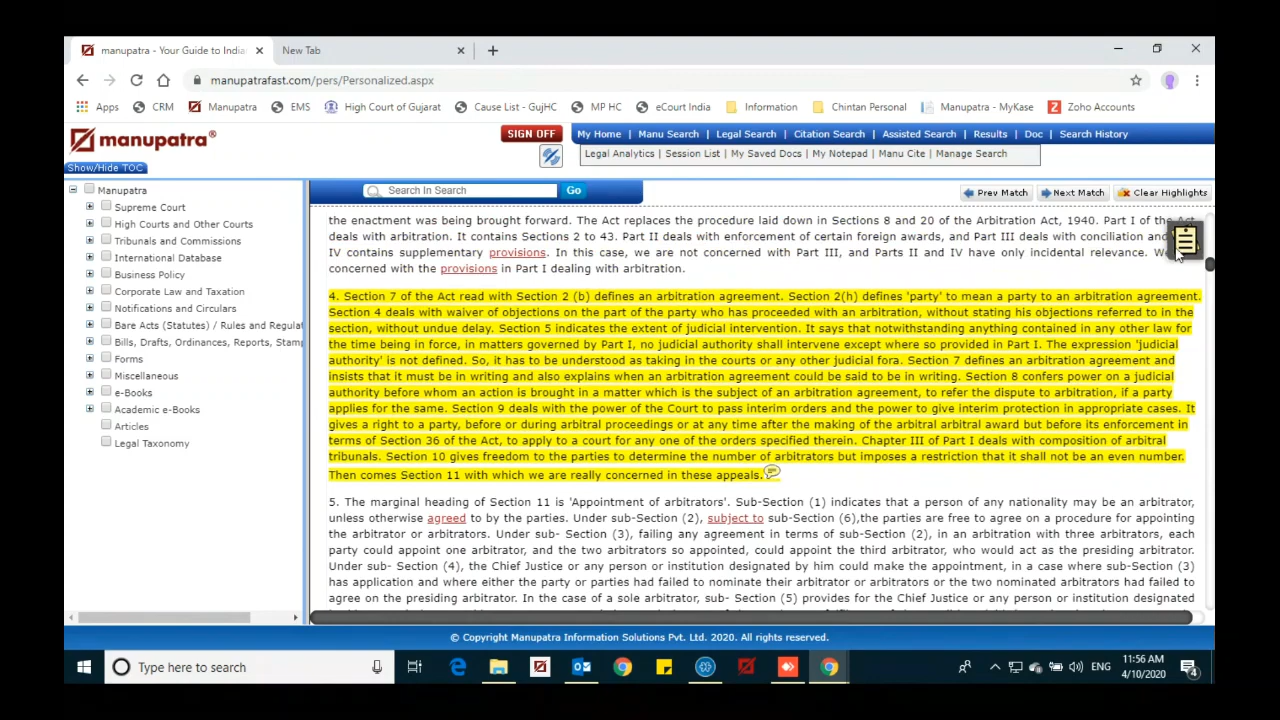 manupatra - Your Guide to India
New Tab
manupatrafast.com/pers/Personalized.aspx
Apps CRM Manupatra EMS High Court of Gujarat Cause List - GujHC MP HC eCourt India Information Chintan Personal Manupatra - MyKase Zoho Accounts
manupatra®
SIGN OFF
My Home | Manu Search | Legal Search | Citation Search | Assisted Search | Results | Doc | Search History
Legal Analytics | Session List | My Saved Docs | My Notepad | Manu Cite | Manage Search
Show/Hide TOC
Manupatra
Supreme Court
High Courts and Other Courts
Tribunals and Commissions
International Database
Business Policy
Corporate Law and Taxation
Notifications and Circulars
Bare Acts (Statutes) / Rules and Regulat
Bills, Drafts, Ordinances, Reports, Stam
Forms
Miscellaneous
e-Books
Academic e-Books
Articles
Legal Taxonomy
Search In Search
Go
Prev Match
Next Match
Clear Highlights
the enactment was being brought forward. The Act replaces the procedure laid down in Sections 8 and 20 of the Arbitration Act, 1940. Part I of the Act
deals with arbitration. It contains Sections 2 to 43. Part II deals with enforcement of certain foreign awards, and Part III deals with conciliation and
IV contains supplementary provisions. In this case, we are not concerned with Part III, and Parts II and IV have only incidental relevance. We
concerned with the provisions in Part I dealing with arbitration.
4. Section 7 of the Act read with Section 2 (b) defines an arbitration agreement. Section 2(h) defines 'party' to mean a party to an arbitration agreement.
Section 4 deals with waiver of objections on the part of the party who has proceeded with an arbitration, without stating his objections referred to in the
section, without undue delay. Section 5 indicates the extent of judicial intervention. It says that notwithstanding anything contained in any other law for
the time being in force, in matters governed by Part I, no judicial authority shall intervene except where so provided in Part I. The expression 'judicial
authority' is not defined. So, it has to be understood as taking in the courts or any other judicial fora. Section 7 defines an arbitration agreement and
insists that it must be in writing and also explains when an arbitration agreement could be said to be in writing. Section 8 confers power on a judicial
authority before whom an action is brought in a matter which is the subject of an arbitration agreement, to refer the dispute to arbitration, if a party
applies for the same. Section 9 deals with the power of the Court to pass interim orders and the power to give interim protection in appropriate cases. It
gives a right to a party, before or during arbitral proceedings or at any time after the making of the arbitral arbitral award but before its enforcement in
terms of Section 36 of the Act, to apply to a court for any one of the orders specified therein. Chapter III of Part I deals with composition of arbitral
tribunals. Section 10 gives freedom to the parties to determine the number of arbitrators but imposes a restriction that it shall not be an even number.
Then comes Section 11 with which we are really concerned in these appeals.
5. The marginal heading of Section 11 is 'Appointment of arbitrators'. Sub-Section (1) indicates that a person of any nationality may be an arbitrator,
unless otherwise agreed to by the parties. Under sub-Section (2), subject to sub-Section (6),the parties are free to agree on a procedure for appointing
the arbitrator or arbitrators. Under sub- Section (3), failing any agreement in terms of sub-Section (2), in an arbitration with three arbitrators, each
party could appoint one arbitrator, and the two arbitrators so appointed, could appoint the third arbitrator, who would act as the presiding arbitrator.
Under sub- Section (4), the Chief Justice or any person or institution designated by him could make the appointment, in a case where sub-Section (3)
has application and where either the party or parties had failed to nominate their arbitrator or arbitrators or the two nominated arbitrators had failed to
agree on the presiding arbitrator. In the case of a sole arbitrator, sub- Section (5) provides for the Chief Justice or any person or institution designated
© Copyright Manupatra Information Solutions Pvt. Ltd. 2020. All rights reserved.
Type here to search
ENG
11:56 AM
4/10/2020
4